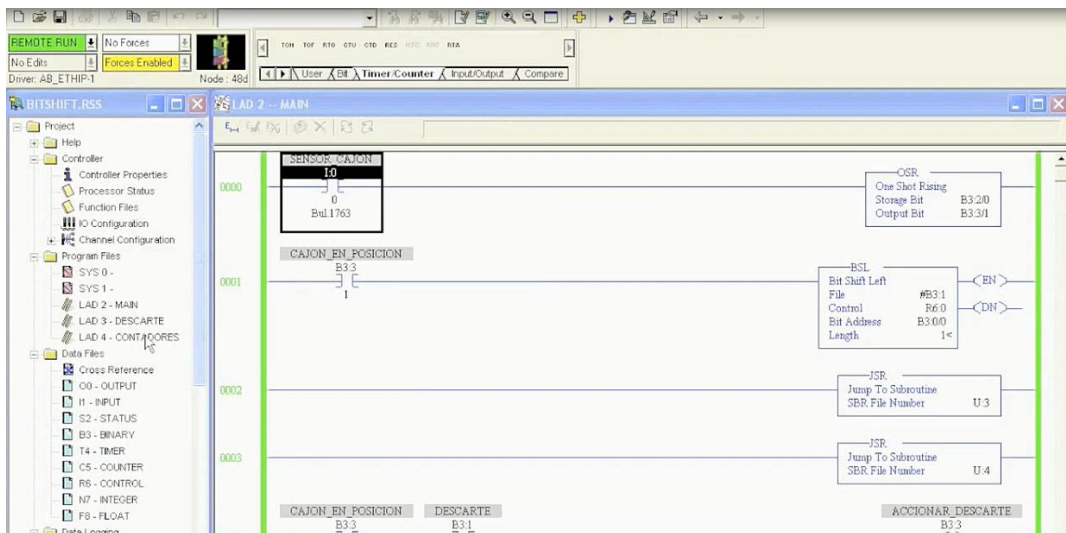 REMOTE RUN
No Forces
No Edits
Forces Enabled
Driver: AB_ETHIP-1
Node : 48d
TON TOF RTO CTU CTD RES HTO RHC RTA
User Bit Timer/Counter Input/Output Compare
BITSHIFT.RSS
Project
Help
Controller
Controller Properties
Processor Status
Function Files
IO Configuration
Channel Configuration
Program Files
SYS 0 -
SYS 1 -
LAD 2 - MAIN
LAD 3 - DESCARTE
LAD 4 - CONTADORES
Data Files
Cross Reference
O0 - OUTPUT
I1 - INPUT
S2 - STATUS
B3 - BINARY
T4 - TIMER
C5 - COUNTER
R6 - CONTROL
N7 - INTEGER
F8 - FLOAT
Data Logging
LAD 2 -- MAIN
0000
SENSOR_CAJON
I:0
0
Bul.1763
OSR
One Shot Rising
Storage Bit B3:2/0
Output Bit B3:3/1
0001
CAJON_EN_POSICION
B3:3
1
BSL
Bit Shift Left
File #B3:1
Control R6:0
Bit Address B3:0/0
Length 1<
EN
DN
0002
JSR
Jump To Subroutine
SBR File Number U:3
0003
JSR
Jump To Subroutine
SBR File Number U:4
CAJON_EN_POSICION DESCARTE ACCIONAR_DESCARTE
B3:3 B3:1 B3:3